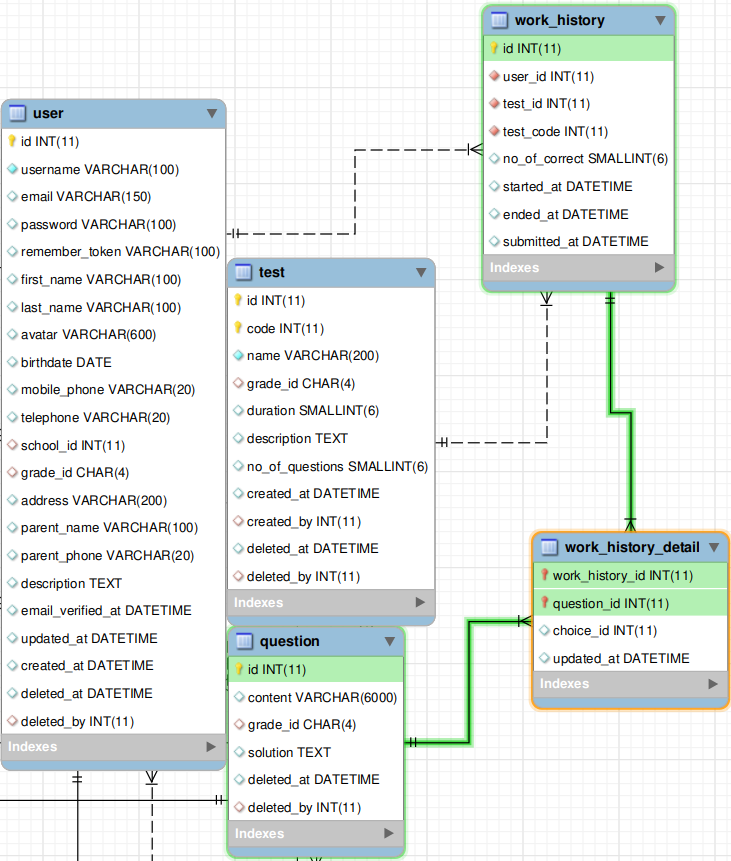 work_history
id INT(11)
user_id INT(11)
test_id INT(11)
test_code INT(11)
no_of_correct SMALLINT(6)
started_at DATETIME
ended_at DATETIME
submitted_at DATETIME
Indexes
user
id INT(11)
username VARCHAR(100)
email VARCHAR(150)
password VARCHAR(100)
remember_token VARCHAR(100)
first_name VARCHAR(100)
last_name VARCHAR(100)
avatar VARCHAR(600)
birthdate DATE
mobile_phone VARCHAR(20)
telephone VARCHAR(20)
school_id INT(11)
grade_id CHAR(4)
address VARCHAR(200)
parent_name VARCHAR(100)
parent_phone VARCHAR(20)
description TEXT
email_verified_at DATETIME
updated_at DATETIME
created_at DATETIME
deleted_at DATETIME
deleted_by INT(11)
Indexes
test
id INT(11)
code INT(11)
name VARCHAR(200)
grade_id CHAR(4)
duration SMALLINT(6)
description TEXT
no_of_questions SMALLINT(6)
created_at DATETIME
created_by INT(11)
deleted_at DATETIME
deleted_by INT(11)
Indexes
question
id INT(11)
content VARCHAR(6000)
grade_id CHAR(4)
solution TEXT
deleted_at DATETIME
deleted_by INT(11)
Indexes
work_history_detail
work_history_id INT(11)
question_id INT(11)
choice_id INT(11)
updated_at DATETIME
Indexes